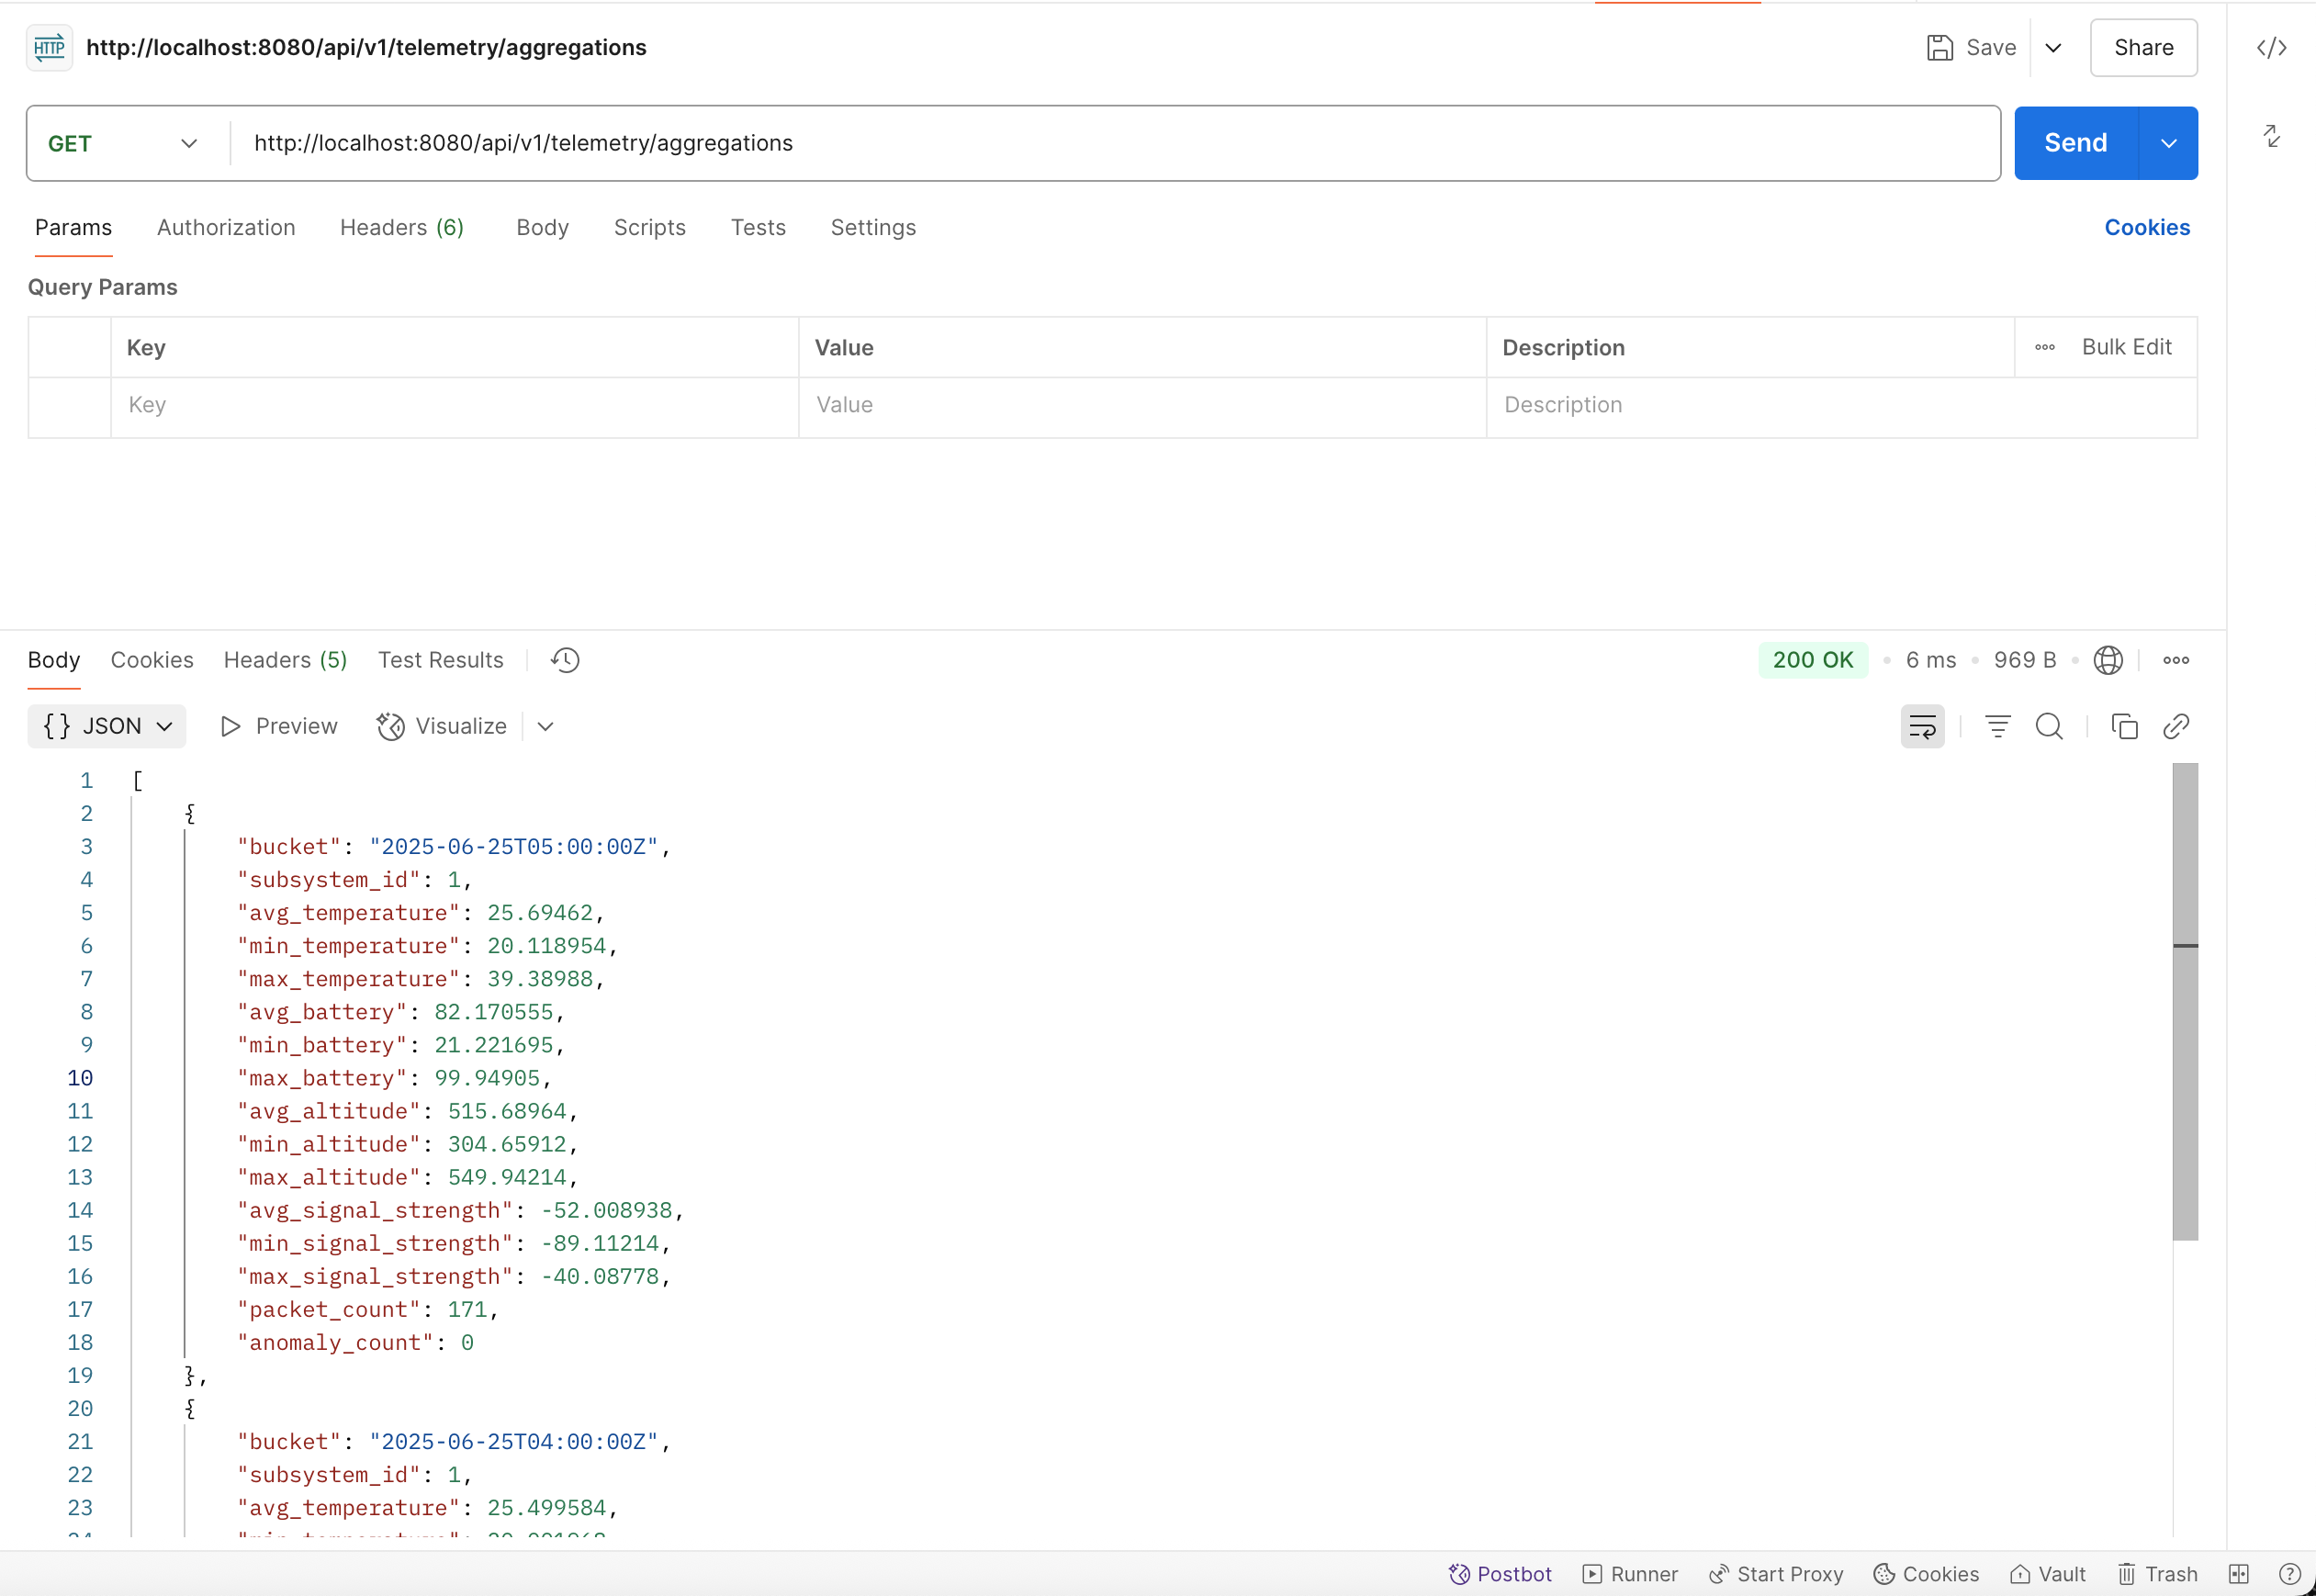 HTTP http://localhost:8080/api/v1/telemetry/aggregations Save Share
GET http://localhost:8080/api/v1/telemetry/aggregations Send
Params Authorization Headers (6) Body Scripts Tests Settings Cookies
Query Params
Key Value Description Bulk Edit
Key Value Description
Body Cookies Headers (5) Test Results 200 OK • 6 ms • 969 B •
{} JSON Preview Visualize
1 [
2 {
3 "bucket": "2025-06-25T05:00:00Z",
4 "subsystem_id": 1,
5 "avg_temperature": 25.69462,
6 "min_temperature": 20.118954,
7 "max_temperature": 39.38988,
8 "avg_battery": 82.170555,
9 "min_battery": 21.221695,
10 "max_battery": 99.94905,
11 "avg_altitude": 515.68964,
12 "min_altitude": 304.65912,
13 "max_altitude": 549.94214,
14 "avg_signal_strength": -52.008938,
15 "min_signal_strength": -89.11214,
16 "max_signal_strength": -40.08778,
17 "packet_count": 171,
18 "anomaly_count": 0
19 },
20 {
21 "bucket": "2025-06-25T04:00:00Z",
22 "subsystem_id": 1,
23 "avg_temperature": 25.499584,
Postbot Runner Start Proxy Cookies Vault Trash